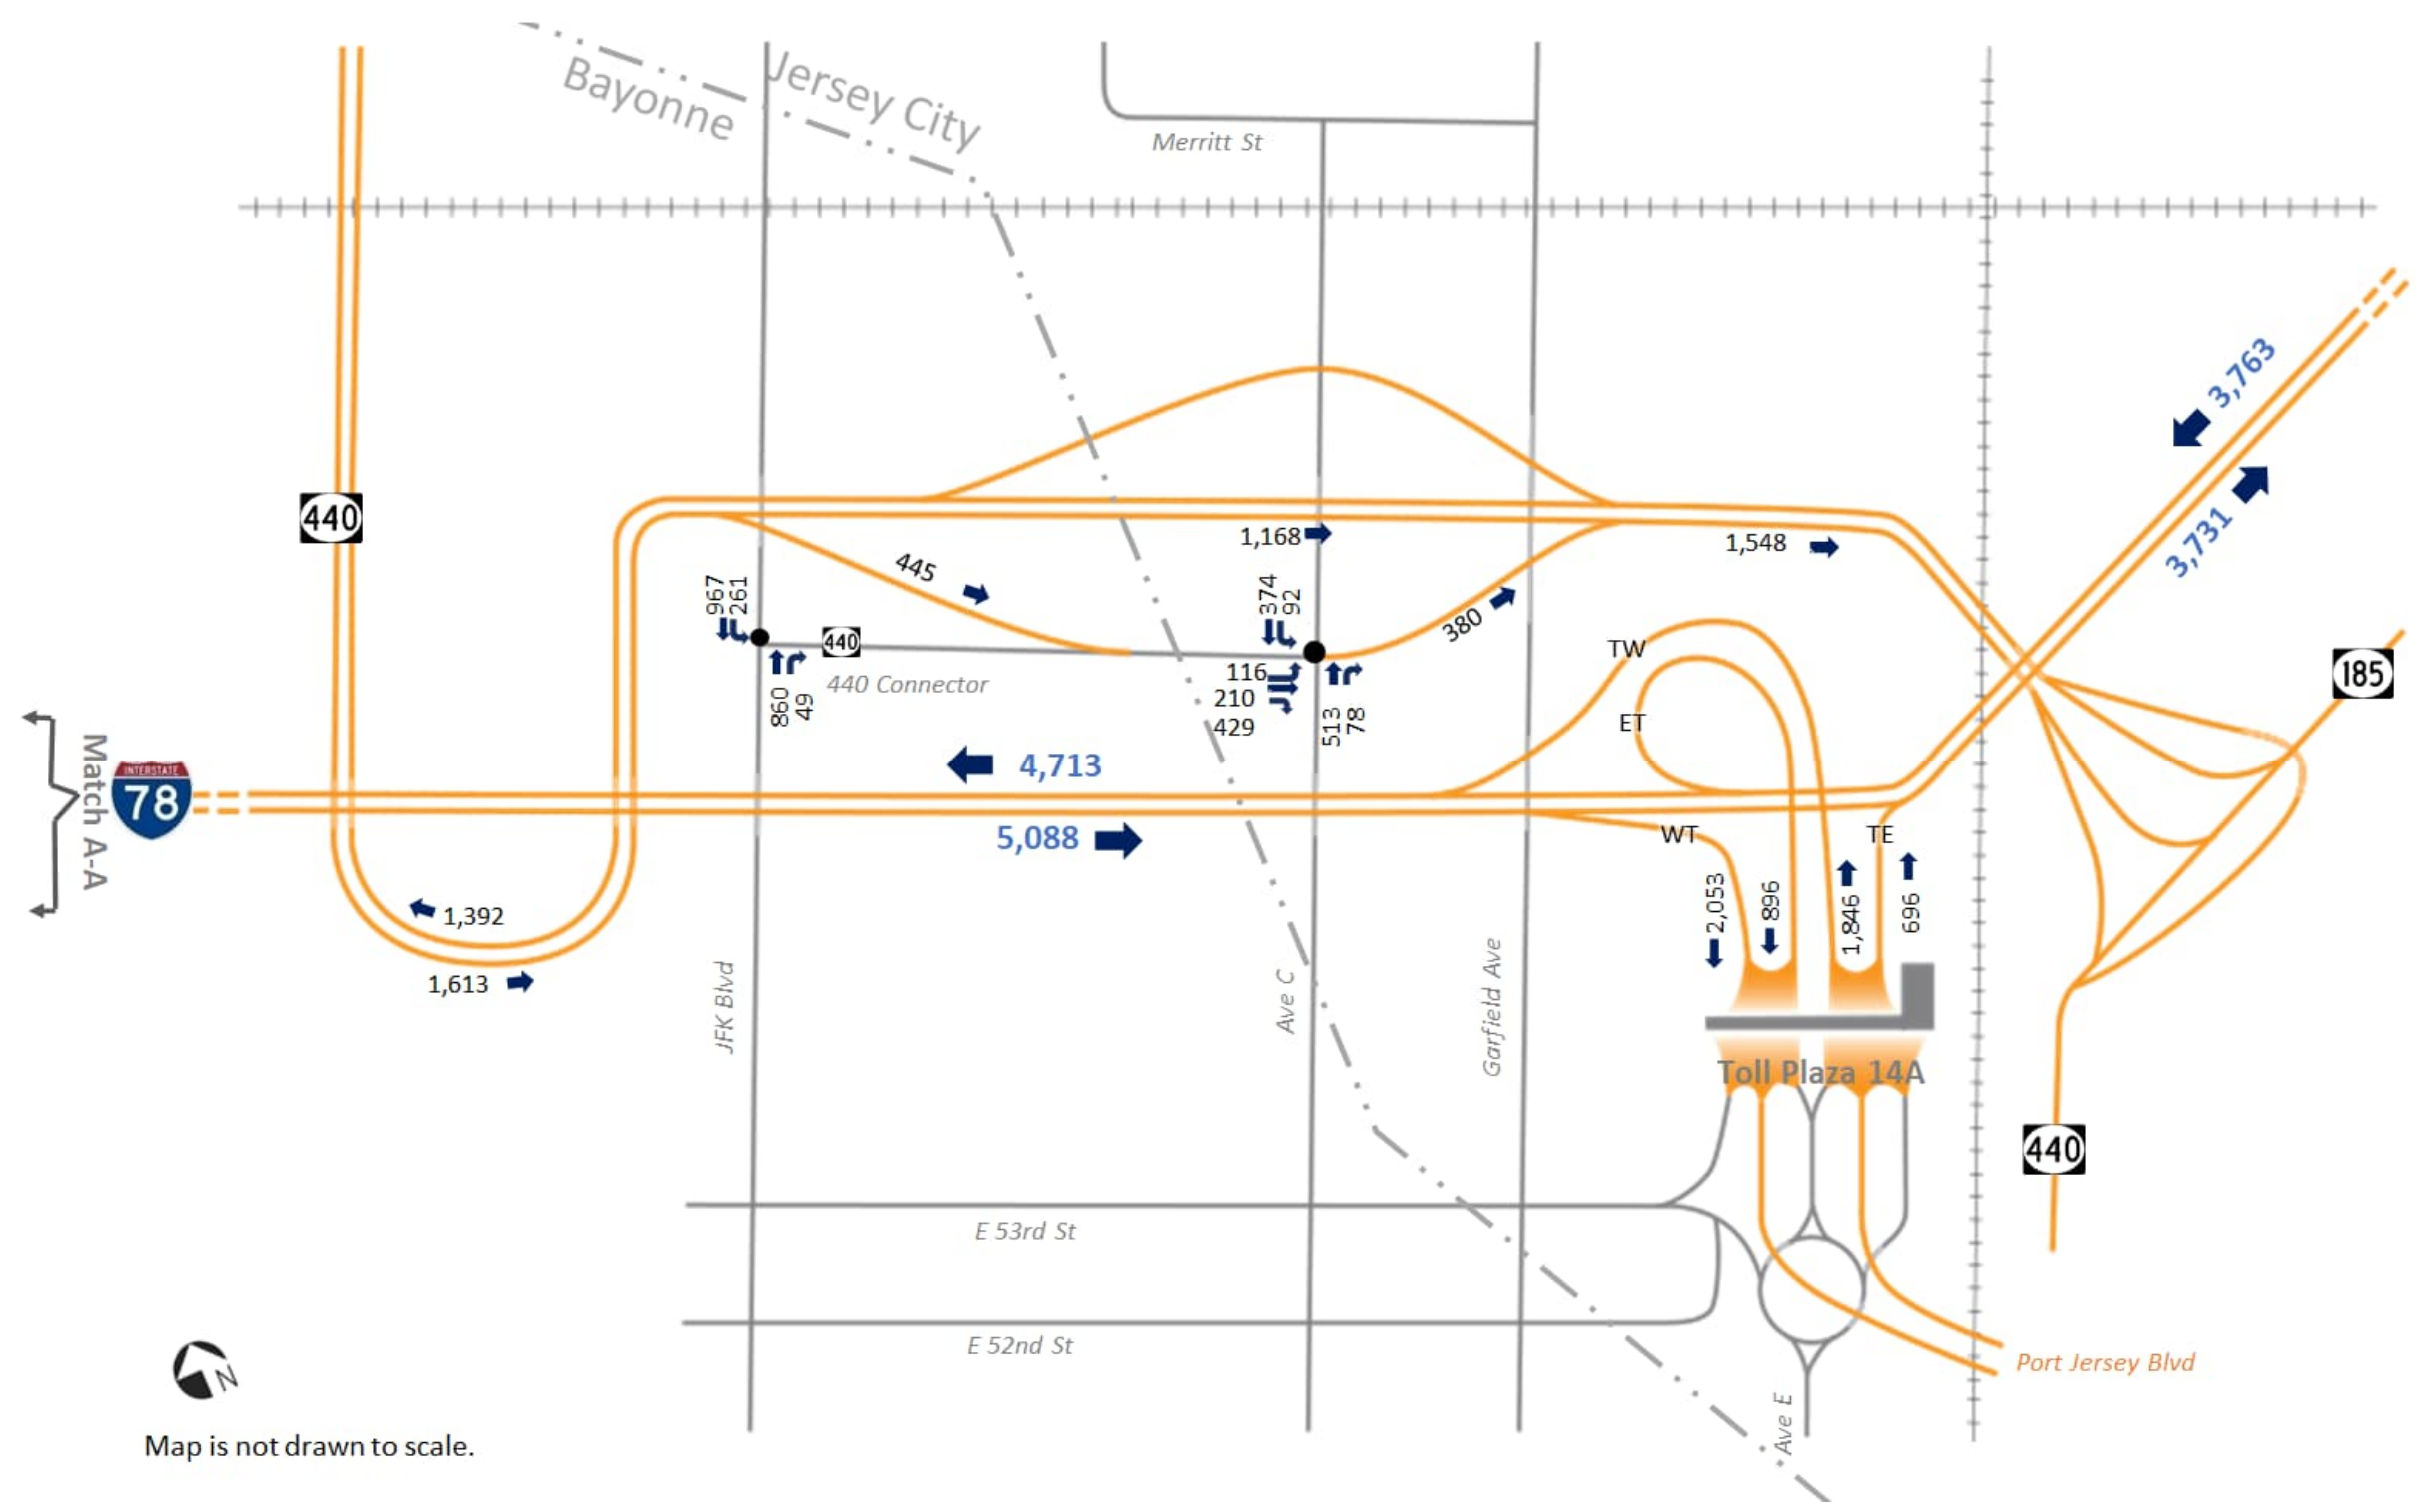 Jersey City
Bayonne
Merritt St
3,763
3,731
440
1,168
1,548
445
967
261
374
92
380
440
440 Connector
860
49
116
210
429
513
78
TW
ET
185
Match A-A
INTERSTATE
78
4,713
5,088
WT
TE
2,053
896
1,846
696
1,392
1,613
JFK Blvd
Ave C
Garfield Ave
Toll Plaza 14A
440
E 53rd St
E 52nd St
Port Jersey Blvd
Ave E
N
Map is not drawn to scale.